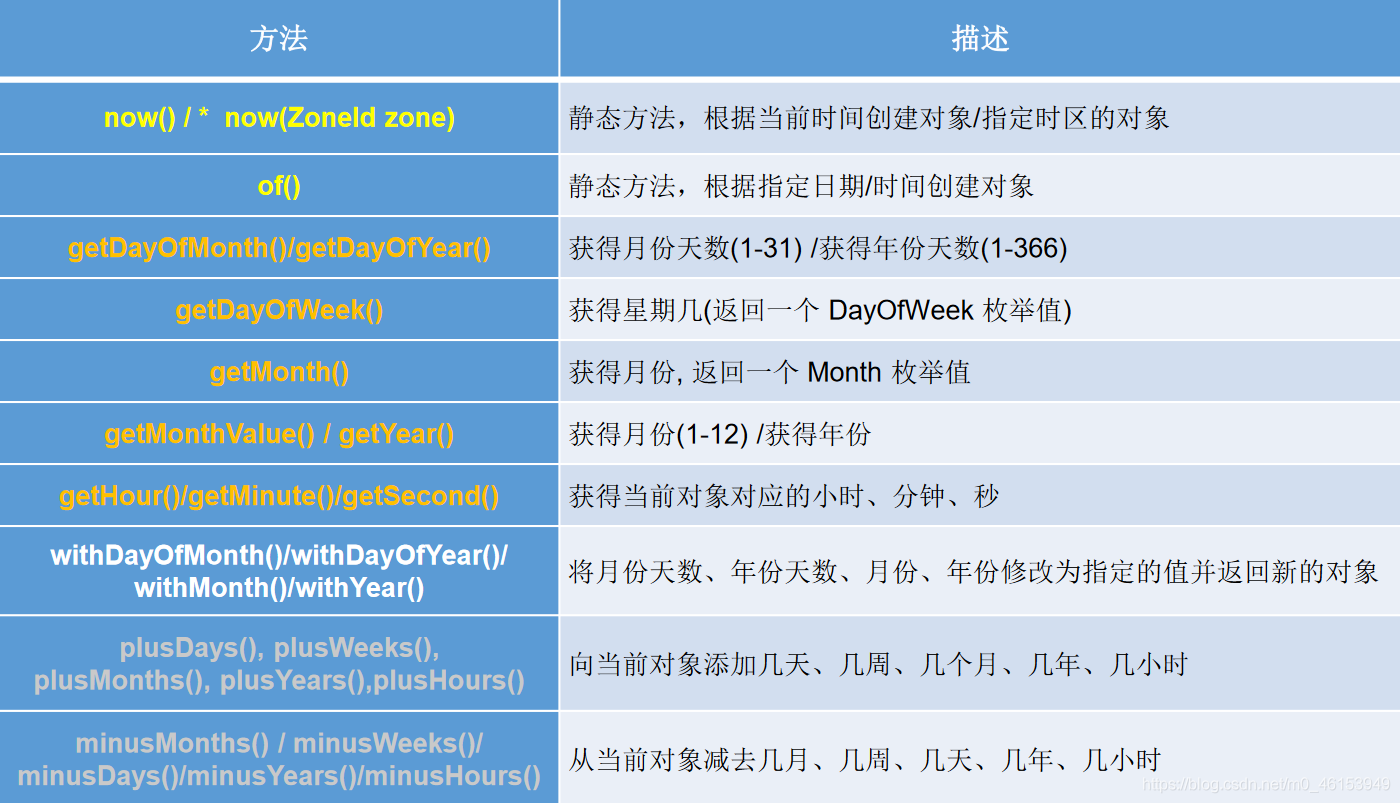 方法
描述
now() / *  now(ZoneId zone)
静态方法，根据当前时间创建对象/指定时区的对象
of()
静态方法，根据指定日期/时间创建对象
getDayOfMonth()/getDayOfYear()
获得月份天数(1-31) /获得年份天数(1-366)
getDayOfWeek()
获得星期几(返回一个 DayOfWeek 枚举值)
getMonth()
获得月份, 返回一个 Month 枚举值
getMonthValue() / getYear()
获得月份(1-12) /获得年份
getHour()/getMinute()/getSecond()
获得当前对象对应的小时、分钟、秒
withDayOfMonth()/withDayOfYear()/
withMonth()/withYear()
将月份天数、年份天数、月份、年份修改为指定的值并返回新的对象
plusDays(), plusWeeks(),
plusMonths(), plusYears(),plusHours()
向当前对象添加几天、几周、几个月、几年、几小时
minusMonths() / minusWeeks()/
minusDays()/minusYears()/minusHours()
从当前对象减去几月、几周、几天、几年、几小时
https://blog.csdn.net/m0_46153949